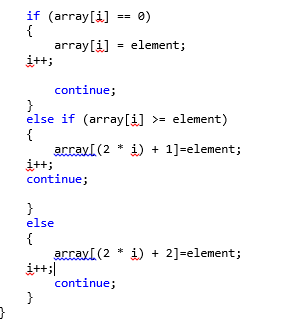 if (array[i] == 0)
{
array[i] = element;
i++;
continue;
}
else if (array[i] >= element)
{
array[(2 * i) + 1]=element;
i++;
continue;
}
else
{
array[(2 * i) + 2]=element;
i++;
continue;
}
}